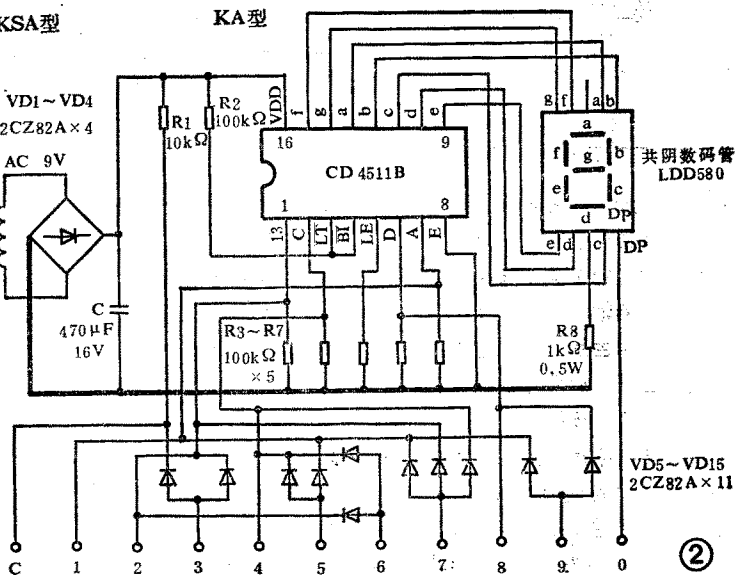 KSA型
KA型
VD1～VD4
2CZ82A×4
AC 9V
R1
10kΩ
R2
100kΩ
VDD f g a b c d e
16 9
CD 4511B
1 8
13 C LT BI LE D A E
g f a b
a
f g b
e c
d DP
e d c DP
共阴数码管
LDD580
C
470μF
16V
R3～R7
100kΩ
×5
R8
1kΩ
0.5W
VD5～VD15
2CZ82A×11
C 1 2 3 4 5 6 7 8 9 0
②